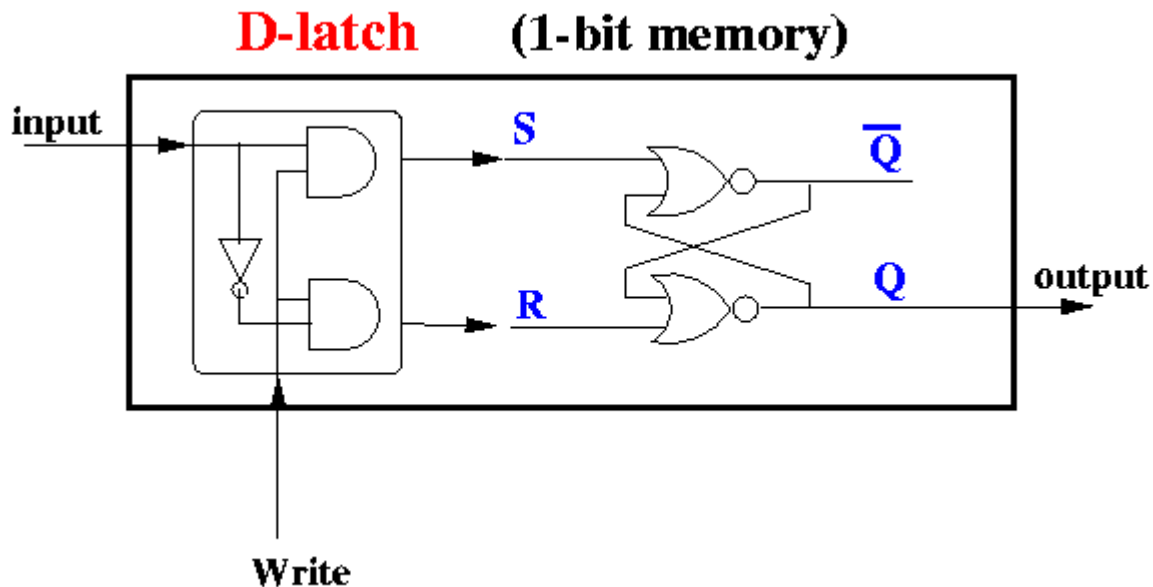 D-latch (1-bit memory)
input S Q̅
R Q output
Write